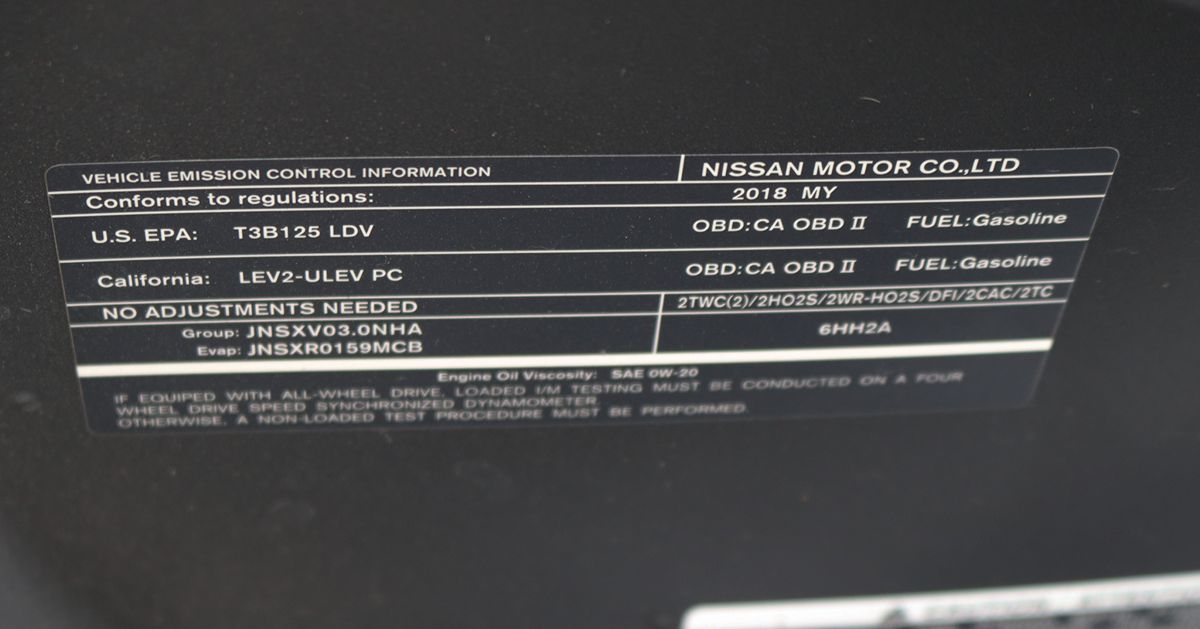 VEHICLE EMISSION CONTROL INFORMATION
NISSAN MOTOR CO.,LTD
Conforms to regulations:
2018 MY
U.S. EPA: T3B125 LDV OBD:CA OBD II FUEL:Gasoline
California: LEV2-ULEV PC OBD:CA OBD II FUEL:Gasoline
NO ADJUSTMENTS NEEDED
2TWC(2)/2HO2S/2WR-HO2S/DFI/2CAC/2TC
Group: JNSXV03.0NHA
Evap: JNSXR0159MCB
6HH2A
Engine Oil Viscosity: SAE 0W-20
IF EQUIPED WITH ALL-WHEEL DRIVE, LOADED I/M TESTING MUST BE CONDUCTED ON A FOUR
WHEEL DRIVE SPEED SYNCHRONIZED DYNAMOMETER.
OTHERWISE, A NON-LOADED TEST PROCEDURE MUST BE PERFORMED.